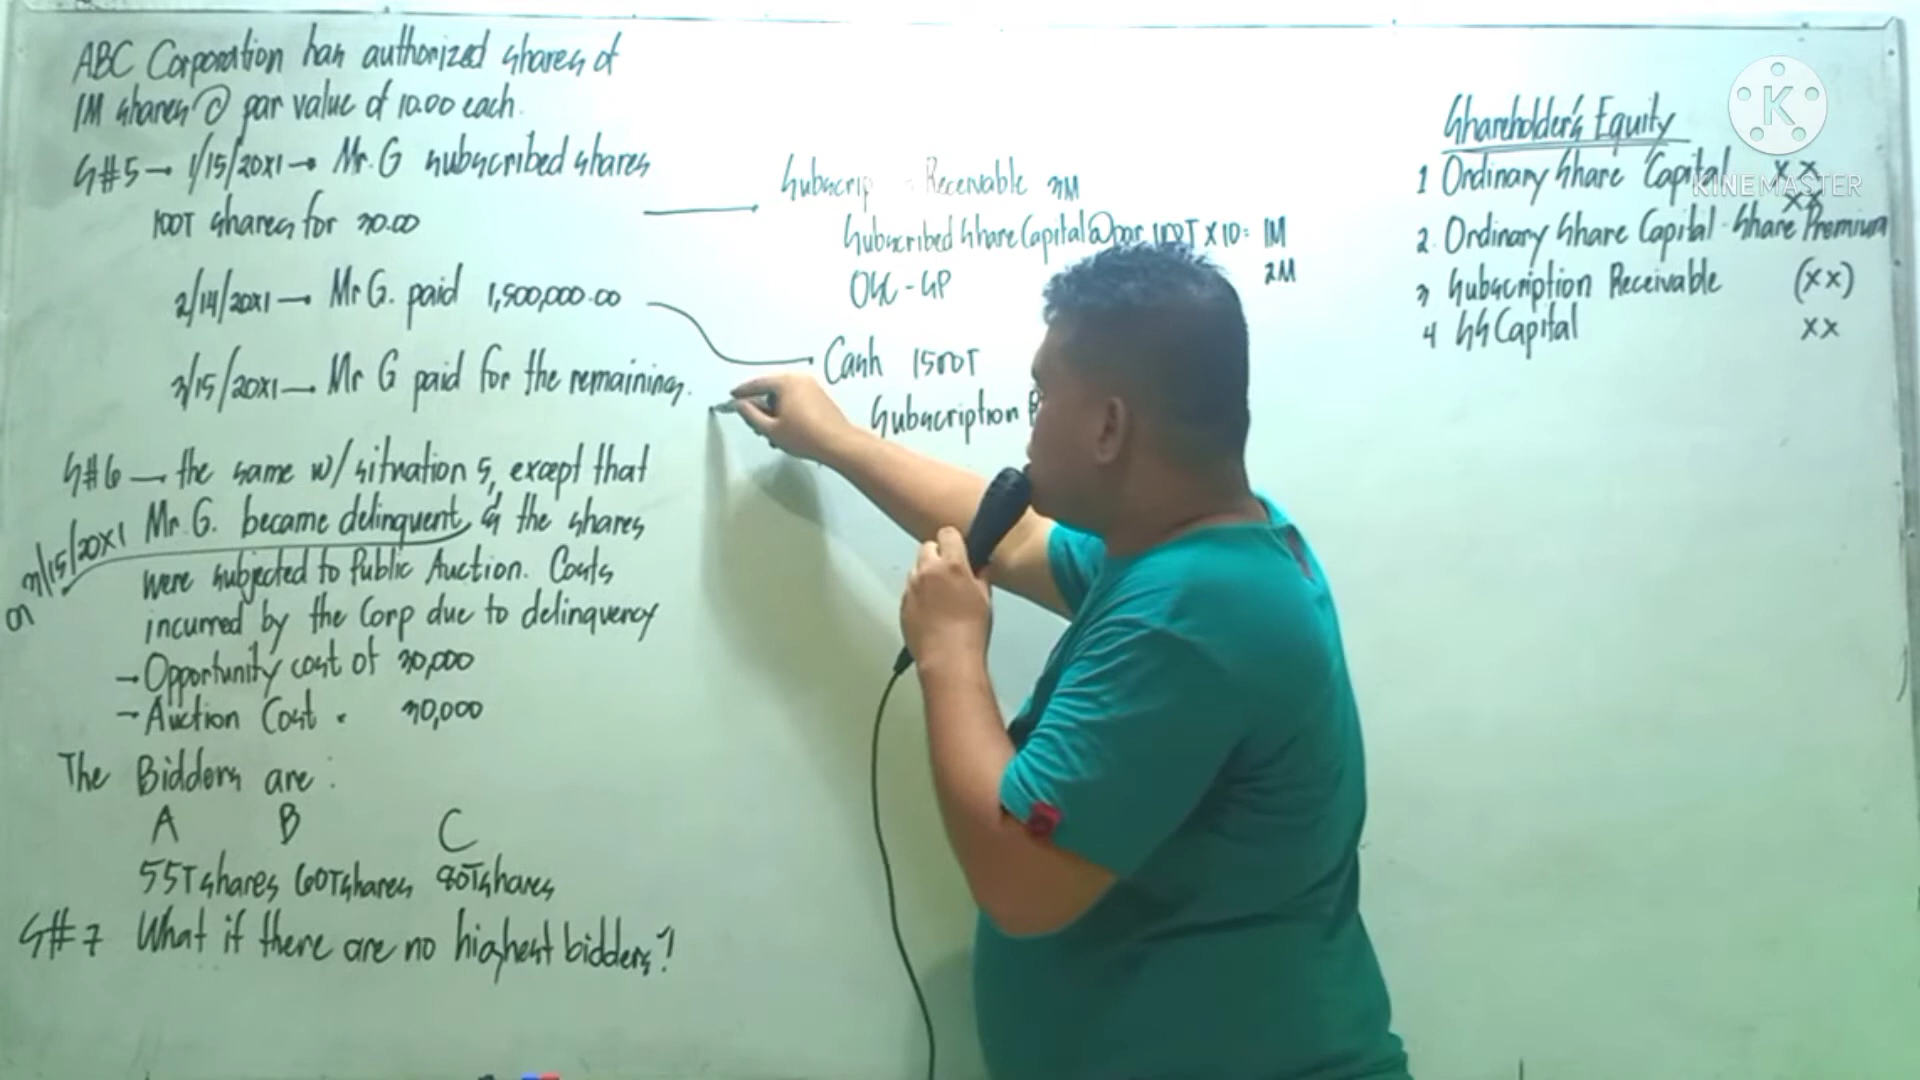 ABC Corporation has authorized shares of
1M shares @ par value of 10.00 each.
S#5 → 1/15/20X1 → Mr. G subscribed shares
100T shares for 30.00
2/14/20X1 → Mr G. paid 1,500,000.00
3/15/20X1 → Mr G paid for the remaining.
S#6 → the same w/ situation 5, except that
on 3/15/20X1 Mr. G. became delinquent, & the shares
were subjected to Public Auction. Costs
incurred by the Corp due to delinquency
→ Opportunity cost of 30,000
→ Auction Cost 30,000
The Bidders are:
A B C
55T shares 60T shares 80T shares
S#7 What if there are no highest bidders?
Subscrip Receivable 3M
Subscribed Share Capital @ par 100T X 10 = 1M
OSC - SP 2M
Cash 1500T
Subscription
Shareholder's Equity
1 Ordinary Share Capital XX
XX
2. Ordinary Share Capital - Share Premium
3 Subscription Receivable (XX)
4 SS Capital XX
K
KINEMASTER